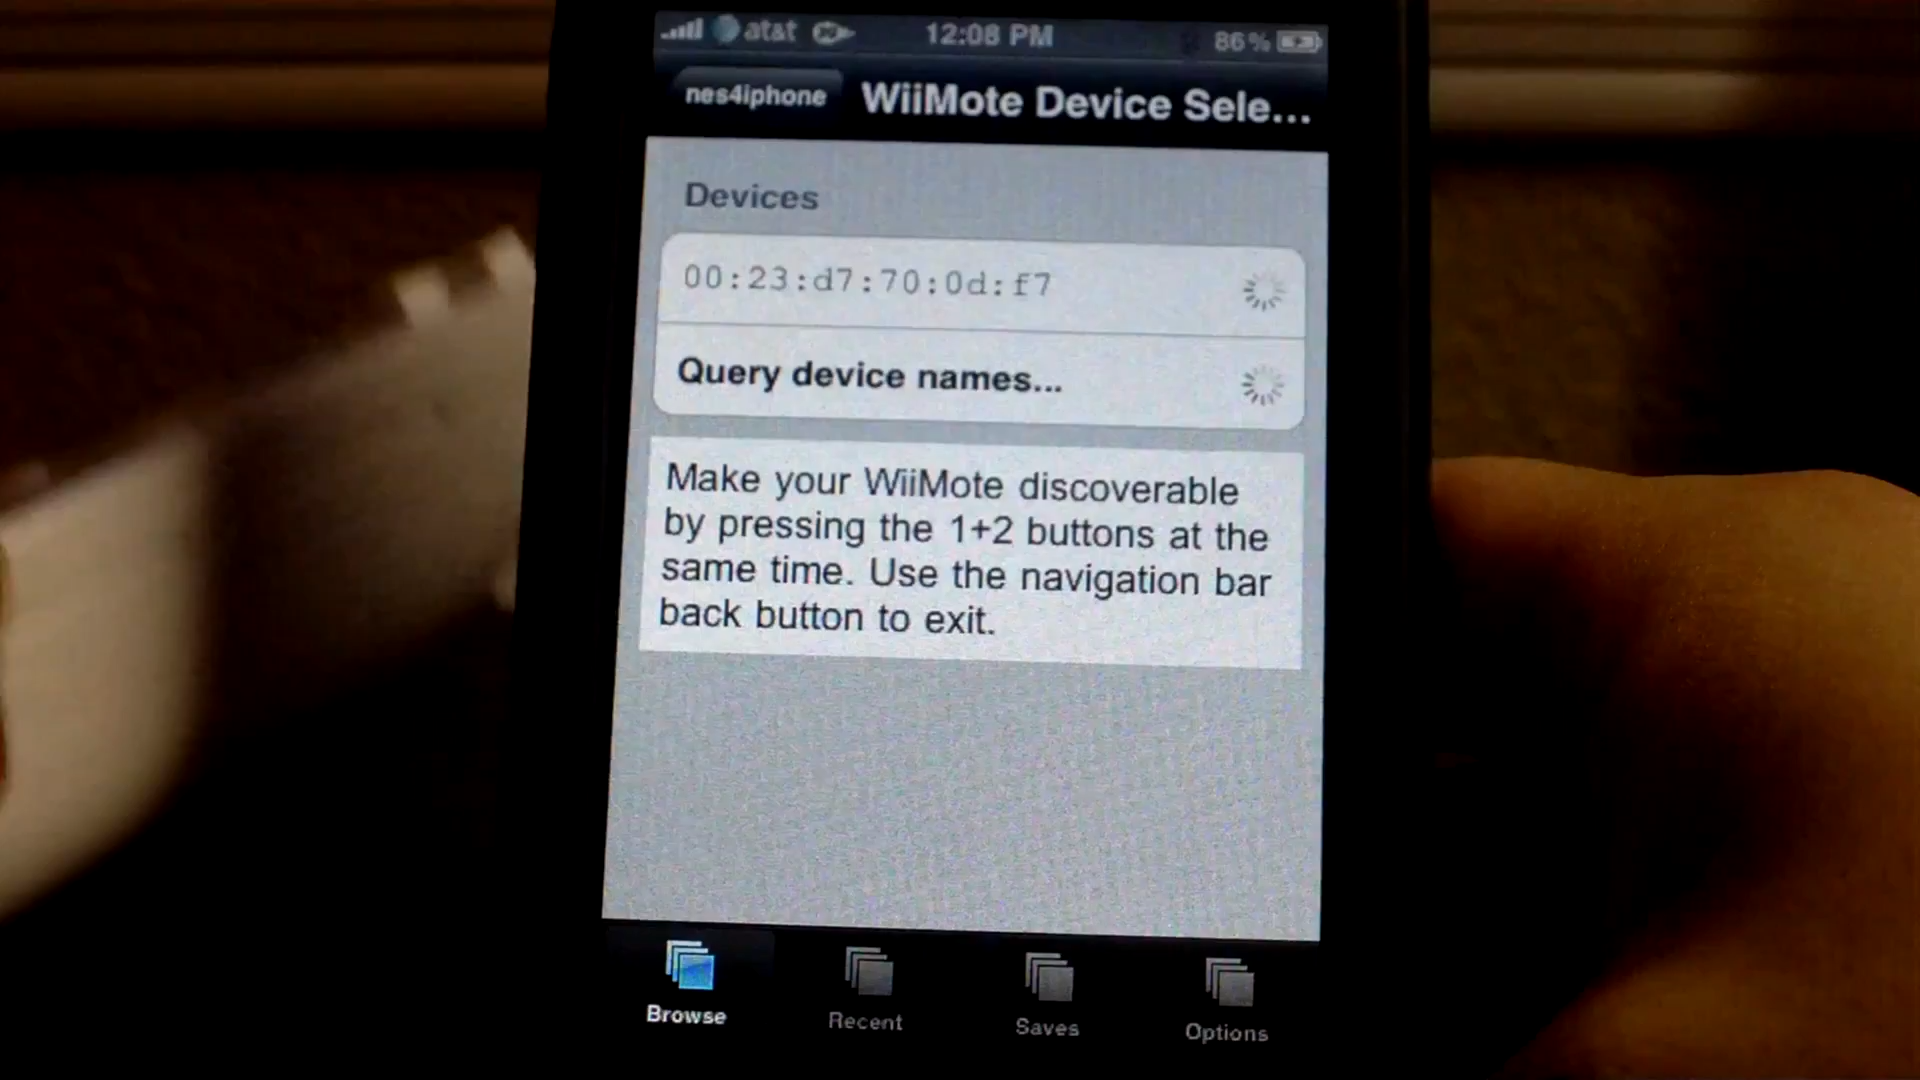 atat 12:08 PM 86%
nes4iphone WiiMote Device Sele...
Devices
00:23:d7:70:0d:f7
Query device names...
Make your WiiMote discoverable
by pressing the 1+2 buttons at the
same time. Use the navigation bar
back button to exit.
Browse Recent Saves Options